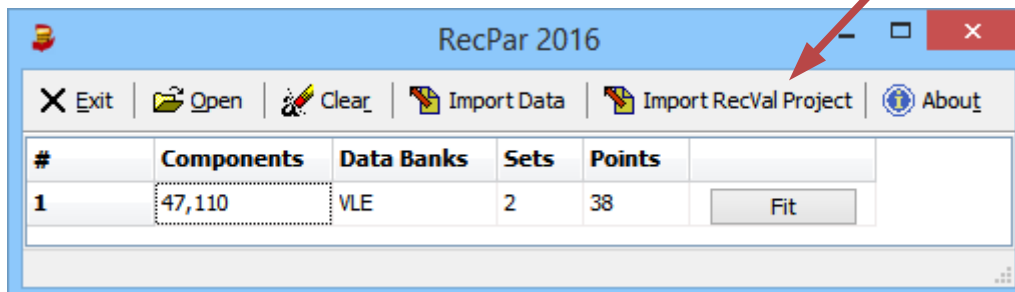 RecPar 2016
Exit Open Clear Import Data Import RecVal Project About
# Components Data Banks Sets Points
1 47,110 VLE 2 38 Fit